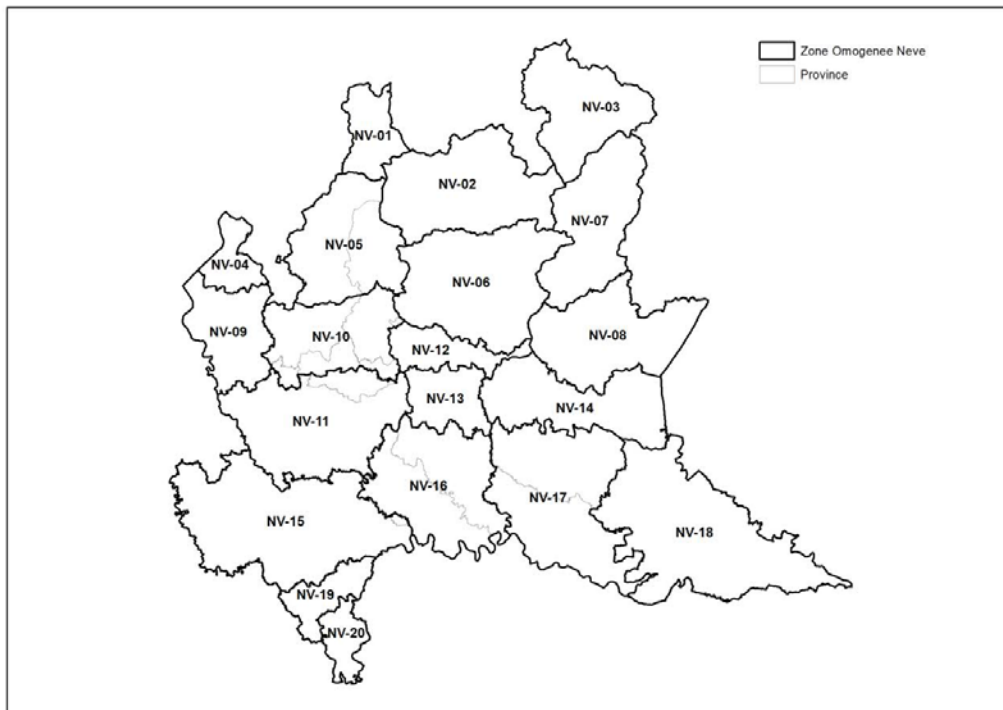 Zone Omogenee Neve
Province
NV-03
NV-01
NV-02
NV-07
NV-05
NV-04
NV-06
NV-09
NV-10
NV-08
NV-12
NV-13
NV-14
NV-11
NV-16
NV-17
NV-15
NV-18
NV-19
NV-20